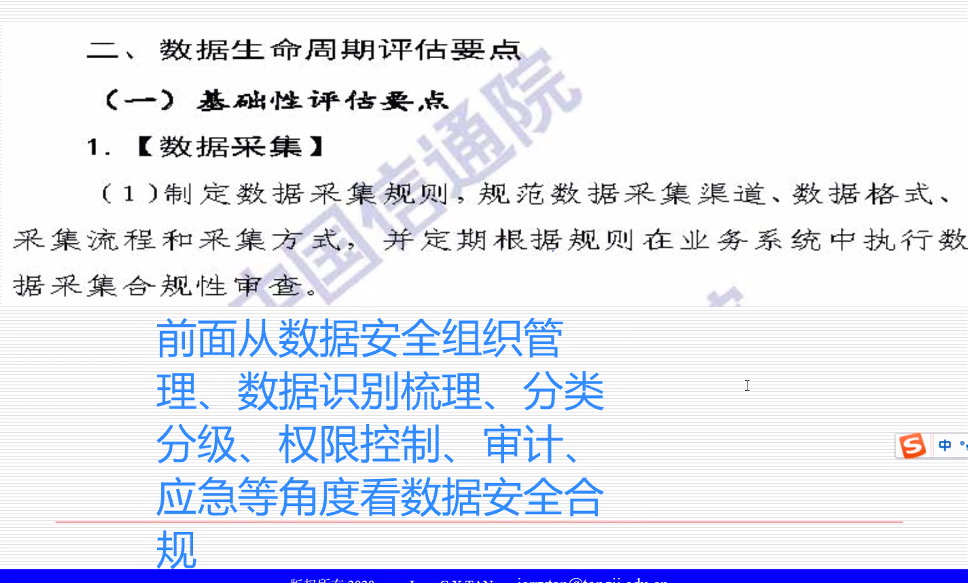 二、数据生命周期评估要点
（一）基础性评估要点
1.【数据采集】
（1）制定数据采集规则，规范数据采集渠道、数据格式、
采集流程和采集方式，并定期根据规则在业务系统中执行数
据采集合规性审查。
中国信通院
前面从数据安全组织管
理、数据识别梳理、分类
分级、权限控制、审计、
应急等角度看数据安全合
规
中